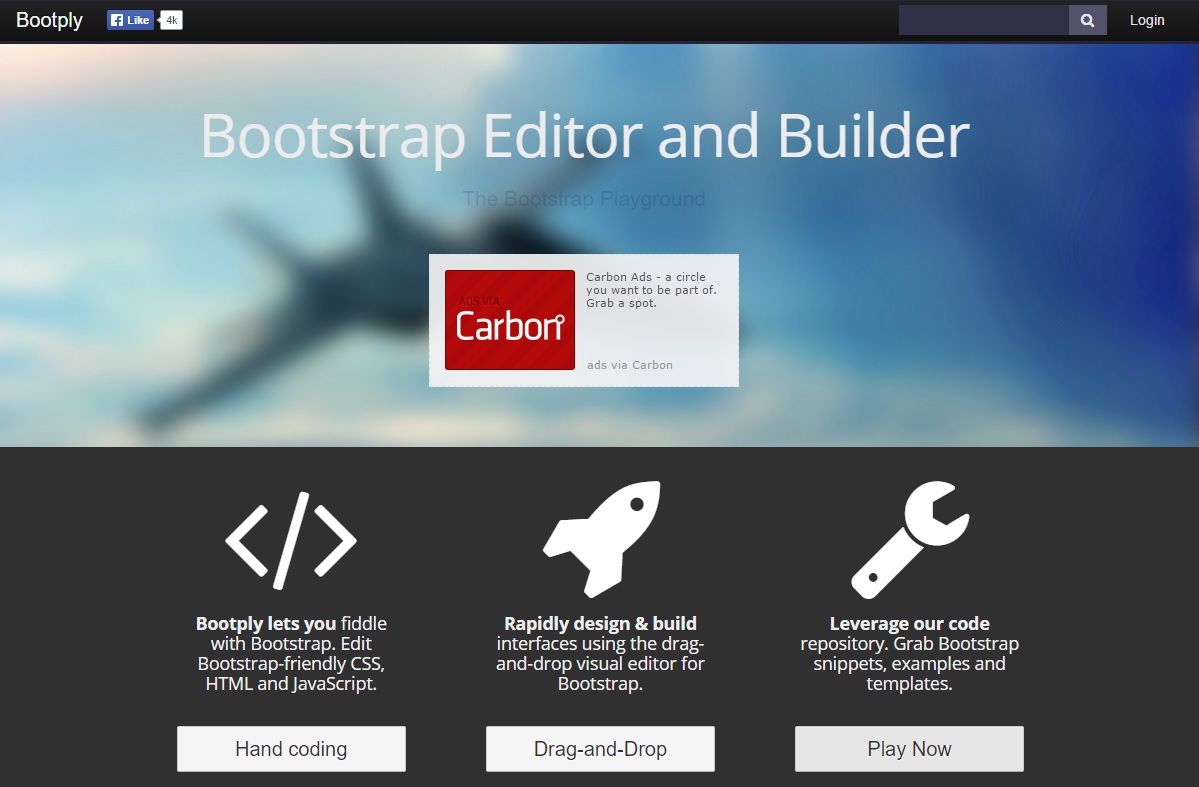 Bootply
Like
4k
Login
Bootstrap Editor and Builder
The Bootstrap Playground
ADS VIA
Carbon
Carbon Ads - a circle
you want to be part of.
Grab a spot.
ads via Carbon
Bootply lets you fiddle
with Bootstrap. Edit
Bootstrap-friendly CSS,
HTML and JavaScript.
Rapidly design & build
interfaces using the drag-
and-drop visual editor for
Bootstrap.
Leverage our code
repository. Grab Bootstrap
snippets, examples and
templates.
Hand coding
Drag-and-Drop
Play Now